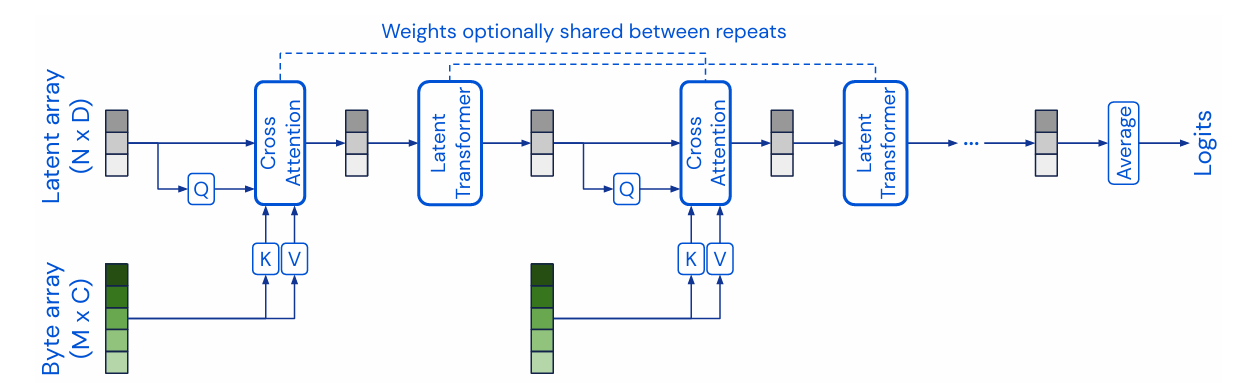 Weights optionally shared between repeats
Latent array
(N x D)
Q
Cross
Attention
Latent
Transformer
Q
Cross
Attention
Latent
Transformer
...
Average
Logits
Byte array
(M x C)
K
V
K
V